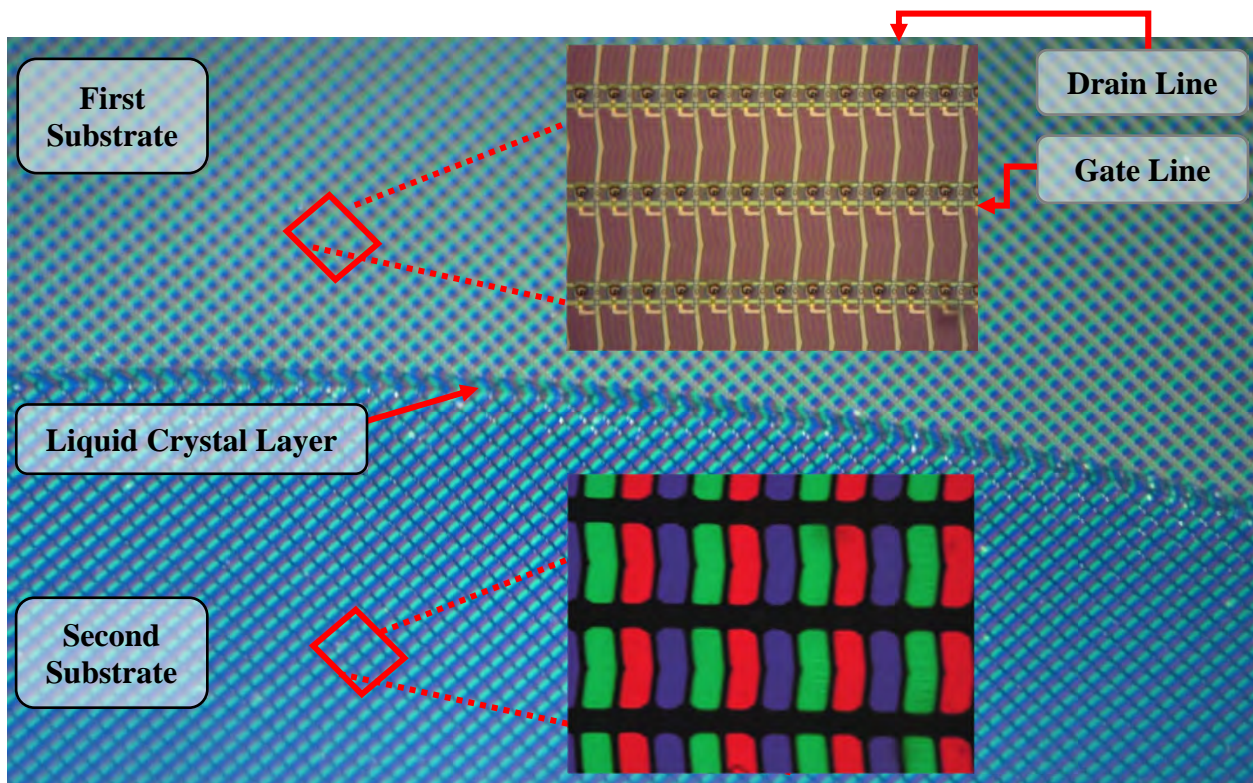 First
Substrate
Drain Line
Gate Line
Liquid Crystal Layer
Second
Substrate